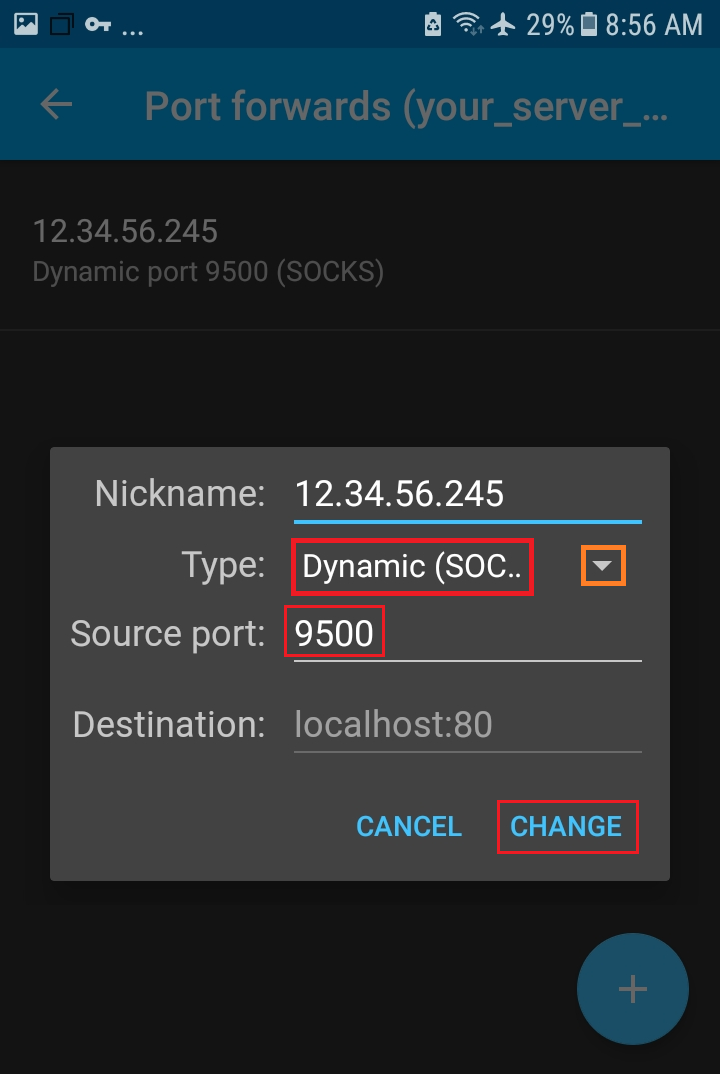 ... 29% 8:56 AM
Port forwards (your_server_...
12.34.56.245
Dynamic port 9500 (SOCKS)
Nickname: 12.34.56.245
Type: Dynamic (SOC..
Source port: 9500
Destination: localhost:80
CANCEL CHANGE